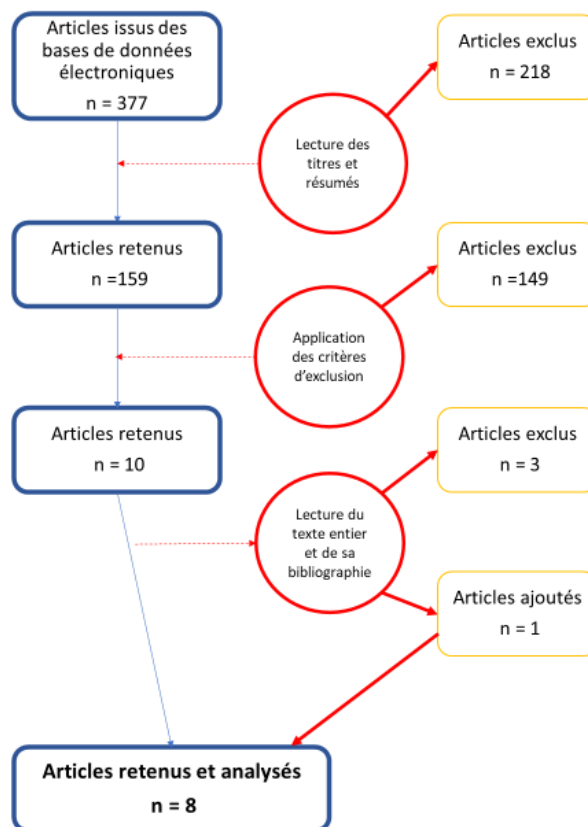 Articles issus des
bases de données
électroniques
n = 377
Articles exclus
n = 218
Lecture des
titres et
résumés
Articles retenus
n =159
Articles exclus
n =149
Application
des critères
d'exclusion
Articles retenus
n = 10
Articles exclus
n = 3
Lecture du
texte entier
et de sa
bibliographie
Articles ajoutés
n = 1
Articles retenus et analysés
n = 8